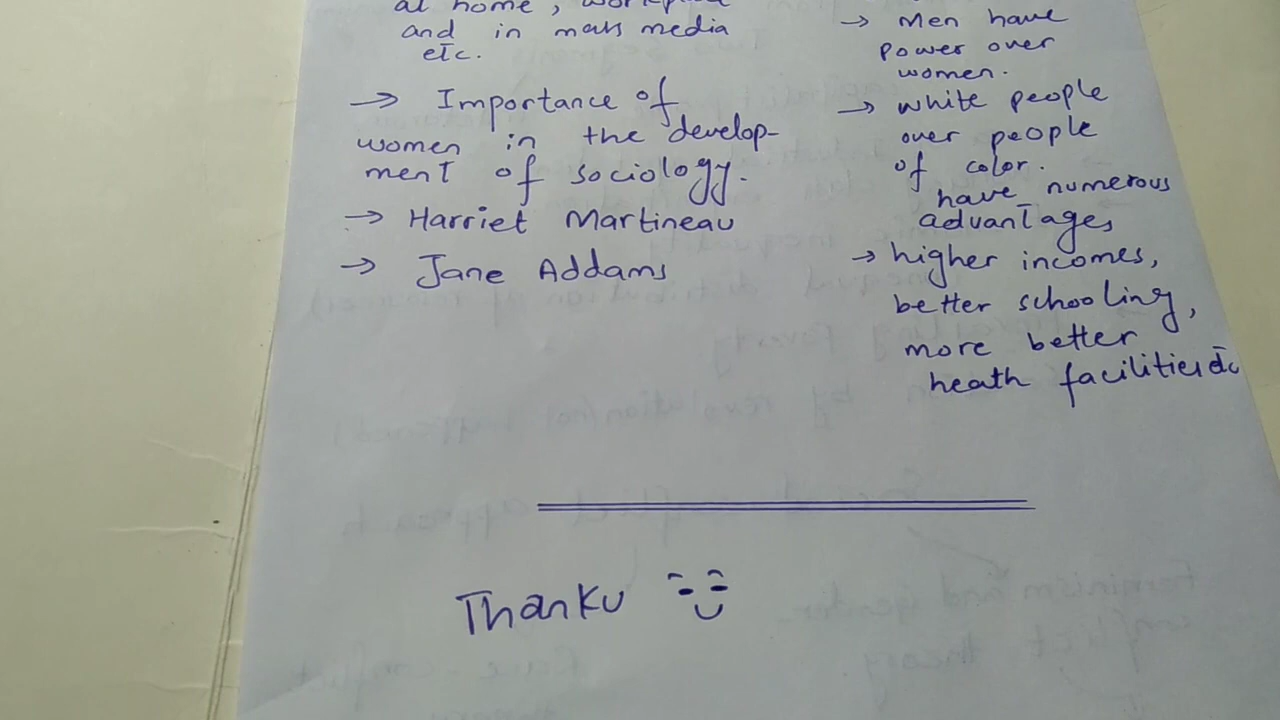 at home, workplace
and in mass media
etc.
→ Importance of
women in the develop-
ment of sociology.
→ Harriet Martineau
→ Jane Addams
→ Men have
power over
women.
→ white people
over people
of color.
have numerous
advantages
→ higher incomes,
better schooling,
more better
heath facilities etc
Thanku